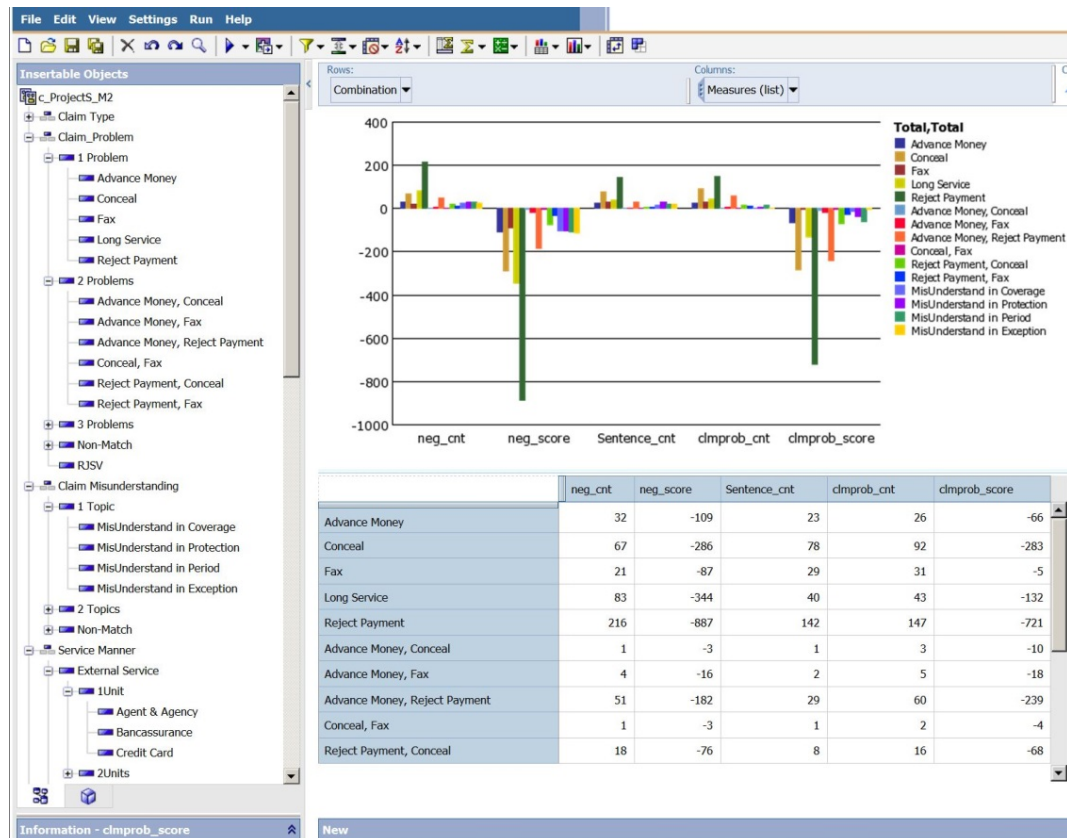 File Edit View Settings Run Help
Insertable Objects
c_ProjectS_M2
Claim Type
Claim_Problem
1 Problem
Advance Money
Conceal
Fax
Long Service
Reject Payment
2 Problems
Advance Money, Conceal
Advance Money, Fax
Advance Money, Reject Payment
Conceal, Fax
Reject Payment, Conceal
Reject Payment, Fax
3 Problems
Non-Match
RJSV
Claim Misunderstanding
1 Topic
MisUnderstand in Coverage
MisUnderstand in Protection
MisUnderstand in Period
MisUnderstand in Exception
2 Topics
Non-Match
Service Manner
External Service
1Unit
Agent & Agency
Bancassurance
Credit Card
2Units
Information - clmprob_score
Rows:
Combination
Columns:
Measures (list)
400
200
0
-200
-400
-600
-800
-1000
neg_cnt neg_score Sentence_cnt clmprob_cnt clmprob_score
Total,Total
Advance Money
Conceal
Fax
Long Service
Reject Payment
Advance Money, Conceal
Advance Money, Fax
Advance Money, Reject Payment
Conceal, Fax
Reject Payment, Conceal
Reject Payment, Fax
MisUnderstand in Coverage
MisUnderstand in Protection
MisUnderstand in Period
MisUnderstand in Exception
neg_cnt neg_score Sentence_cnt clmprob_cnt clmprob_score
Advance Money 32 -109 23 26 -66
Conceal 67 -286 78 92 -283
Fax 21 -87 29 31 -5
Long Service 83 -344 40 43 -132
Reject Payment 216 -887 142 147 -721
Advance Money, Conceal 1 -3 1 3 -10
Advance Money, Fax 4 -16 2 5 -18
Advance Money, Reject Payment 51 -182 29 60 -239
Conceal, Fax 1 -3 1 2 -4
Reject Payment, Conceal 18 -76 8 16 -68
New